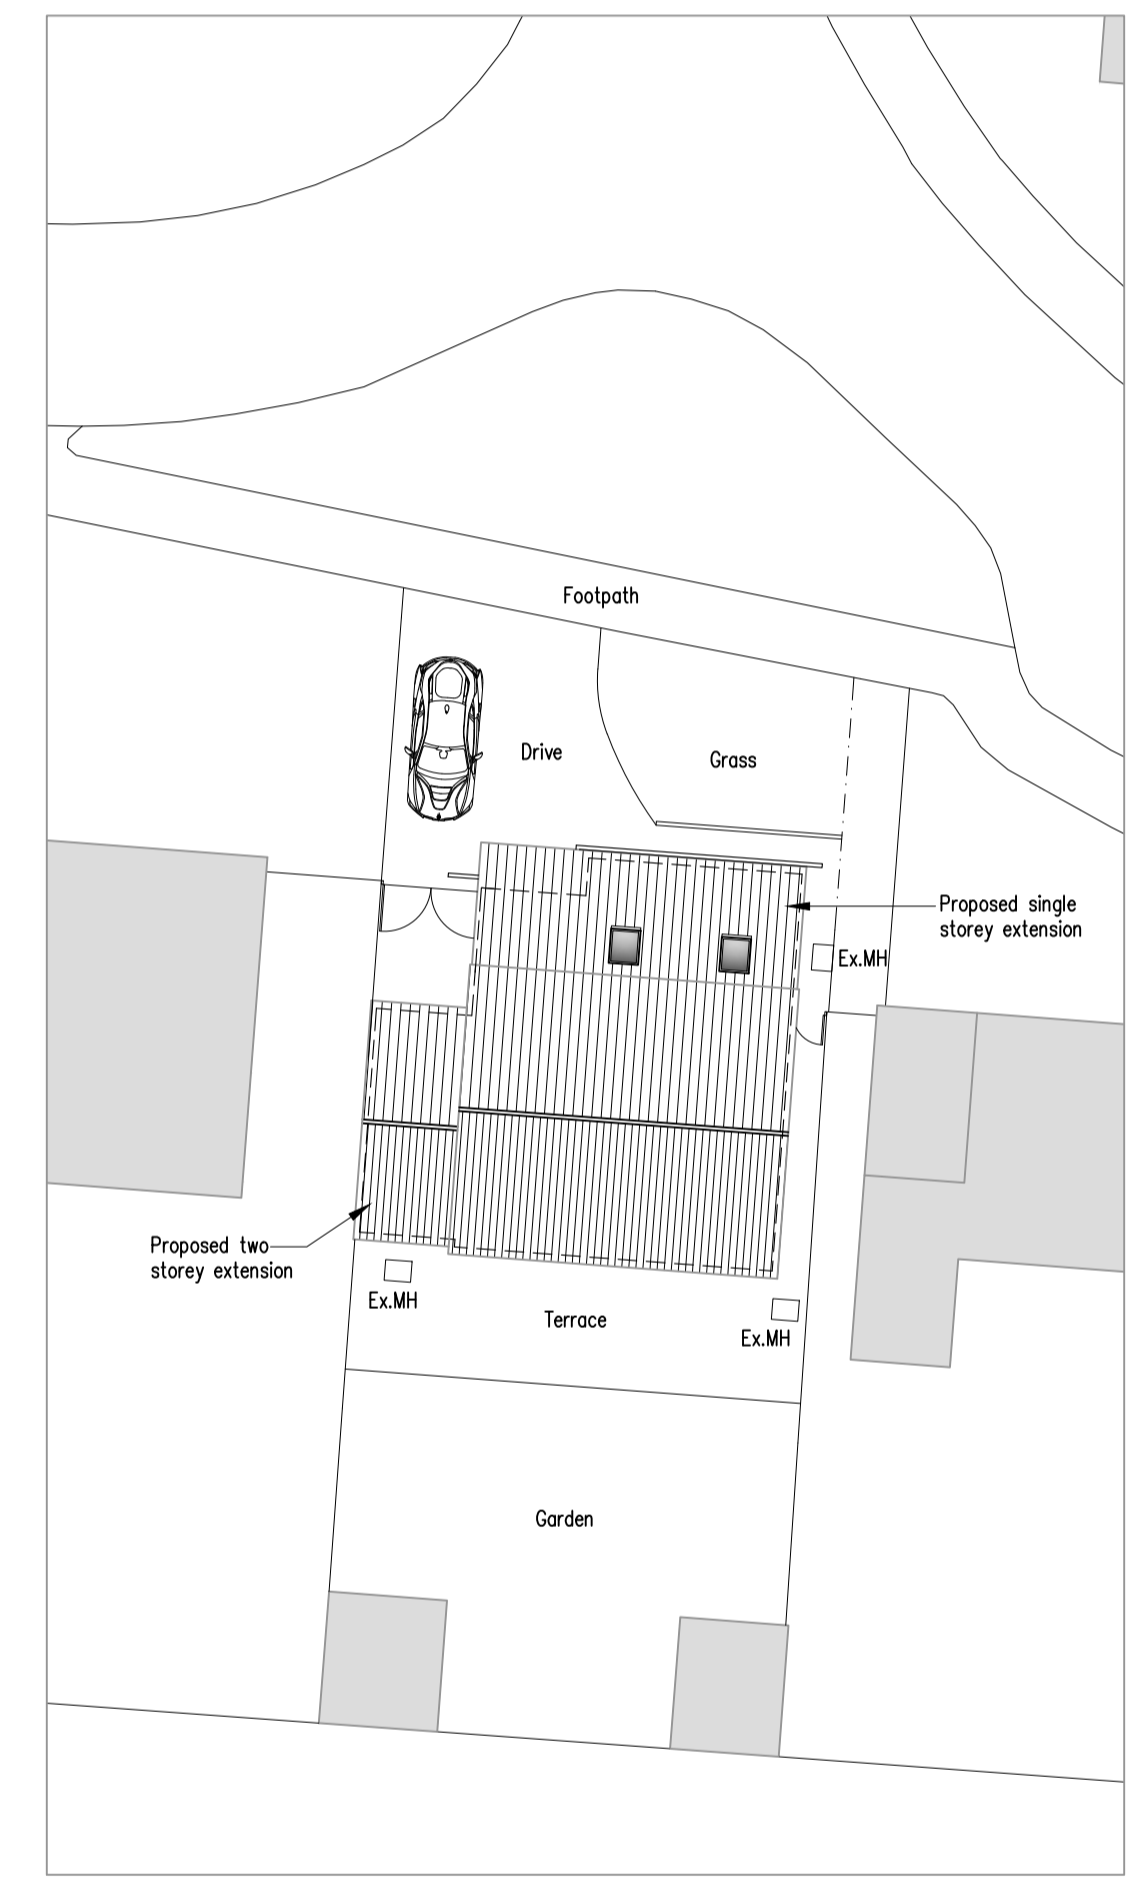 Footpath
Drive
Grass
Proposed single
storey extension
Ex.MH
Proposed two
storey extension
Ex.MH
Terrace
Ex.MH
Garden